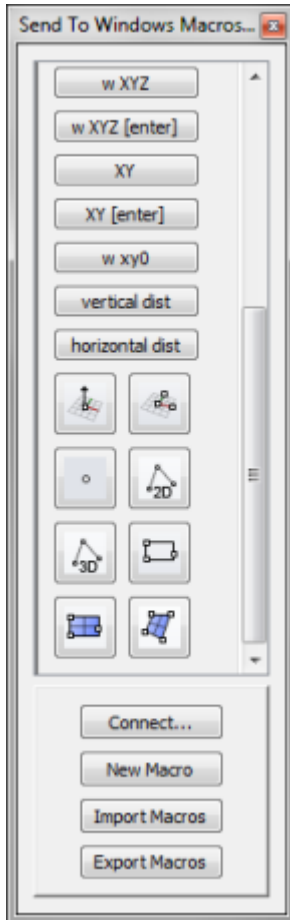 Send To Windows Macros...
w XYZ
w XYZ [enter]
XY
XY [enter]
w xy0
vertical dist
horizontal dist
2D
3D
Connect...
New Macro
Import Macros
Export Macros